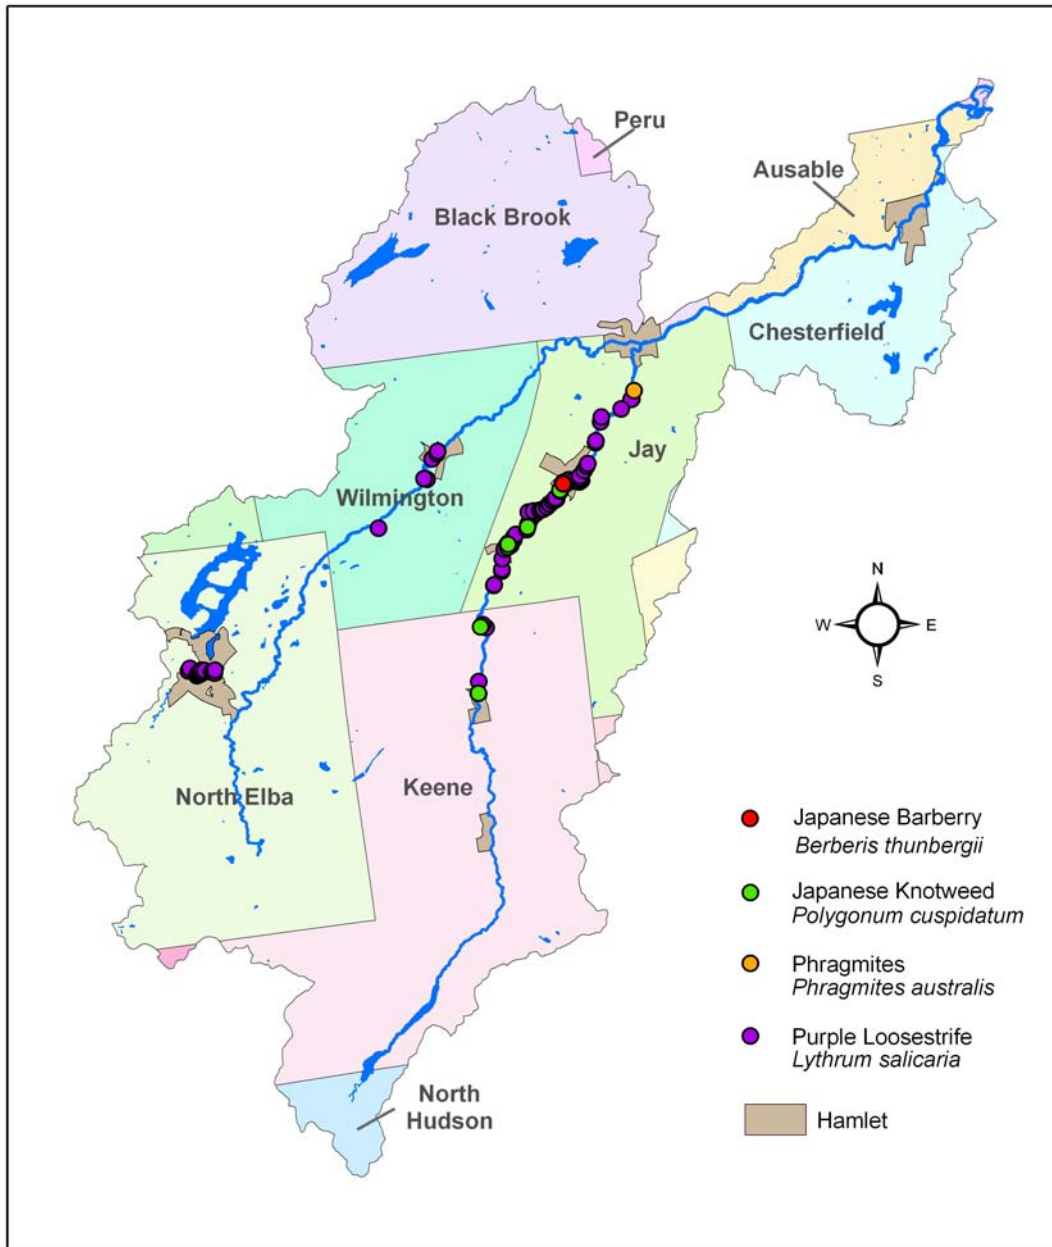 Peru
Ausable
Black Brook
Chesterfield
Jay
Wilmington
N
W
E
S
North Elba
Keene
Japanese Barberry
Berberis thunbergii
Japanese Knotweed
Polygonum cuspidatum
Phragmites
Phragmites australis
Purple Loosestrife
Lythrum salicaria
North
Hudson
Hamlet